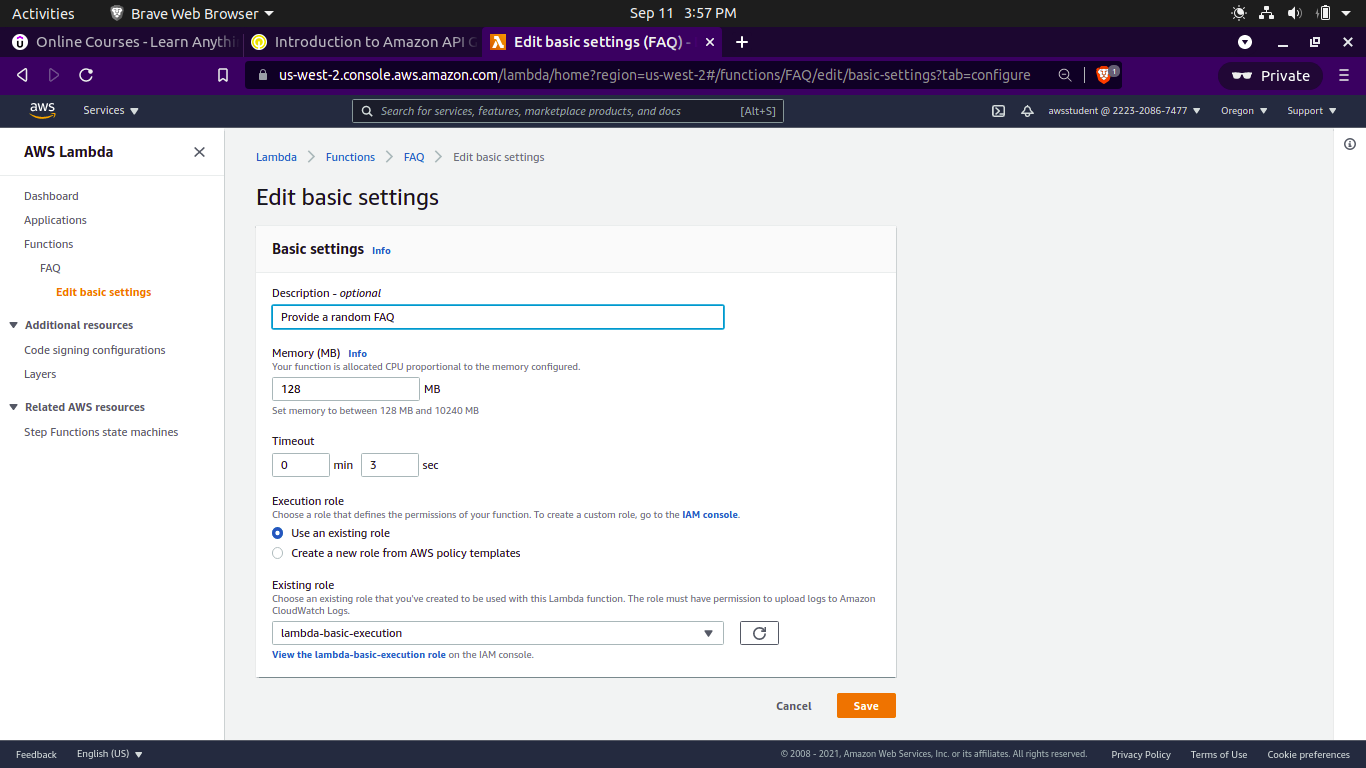 Activities
Brave Web Browser
Sep 11 3:57 PM
Online Courses - Learn Anythi
Introduction to Amazon API G
Edit basic settings (FAQ) -
us-west-2.console.aws.amazon.com/lambda/home?region=us-west-2#/functions/FAQ/edit/basic-settings?tab=configure
1
Private
aws
Services
Search for services, features, marketplace products, and docs
[Alt+S]
awsstudent @ 2223-2086-7477
Oregon
Support
AWS Lambda
Dashboard
Applications
Functions
FAQ
Edit basic settings
Additional resources
Code signing configurations
Layers
Related AWS resources
Step Functions state machines
Lambda
Functions
FAQ
Edit basic settings
Edit basic settings
Basic settings Info
Description - optional
Provide a random FAQ
Memory (MB) Info
Your function is allocated CPU proportional to the memory configured.
128 MB
Set memory to between 128 MB and 10240 MB
Timeout
0 min 3 sec
Execution role
Choose a role that defines the permissions of your function. To create a custom role, go to the IAM console.
Use an existing role
Create a new role from AWS policy templates
Existing role
Choose an existing role that you've created to be used with this Lambda function. The role must have permission to upload logs to Amazon
CloudWatch Logs.
lambda-basic-execution
View the lambda-basic-execution role on the IAM console.
Cancel
Save
Feedback
English (US)
© 2008 - 2021, Amazon Web Services, Inc. or its affiliates. All rights reserved.
Privacy Policy
Terms of Use
Cookie preferences